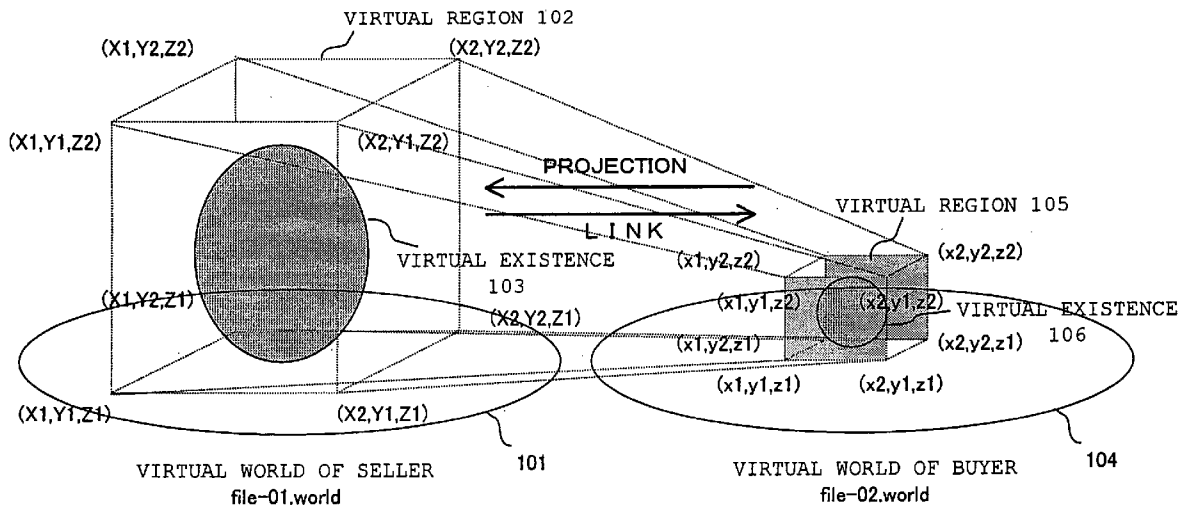 VIRTUAL REGION 102
(X1,Y2,Z2)
(X2,Y2,Z2)
(X1,Y1,Z2)
(X2,Y1,Z2)
PROJECTION
LINK
VIRTUAL REGION 105
(x1,y2,z2)
(x2,y2,z2)
VIRTUAL EXISTENCE
103
(X1,Y2,Z1)
(x1,y1,z2)
(x2,y1,z2)
VIRTUAL EXISTENCE
106
(X2,Y2,Z1)
(x1,y2,z1)
(x2,y2,z1)
(X1,Y1,Z1)
(X2,Y1,Z1)
(x1,y1,z1)
(x2,y1,z1)
101
104
VIRTUAL WORLD OF SELLER
file-01.world
VIRTUAL WORLD OF BUYER
file-02.world